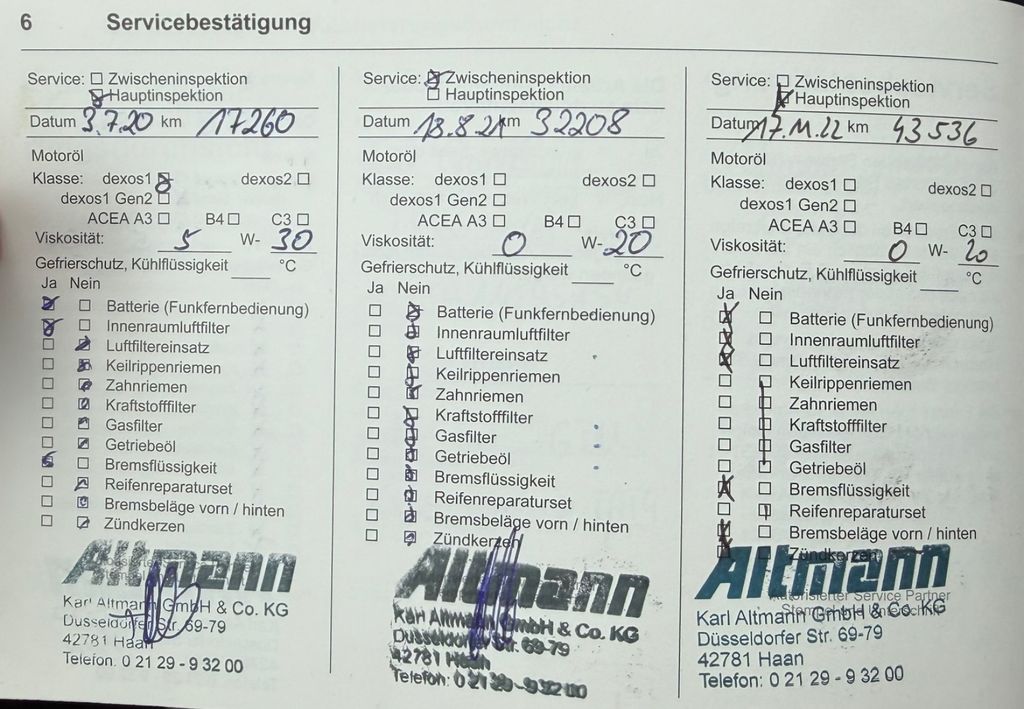 6 Servicebestätigung
Service: Zwischeninspektion
Hauptinspektion
Datum 3.7.20 km 17260
Motoröl
Klasse: dexos1 dexos2
dexos1 Gen2
ACEA A3 B4 C3
Viskosität: 5 W- 30
Gefrierschutz, Kühlflüssigkeit °C
Ja Nein
Batterie (Funkfernbedienung)
Innenraumluftfilter
Luftfiltereinsatz
Keilrippenriemen
Zahnriemen
Kraftstofffilter
Gasfilter
Getriebeöl
Bremsflüssigkeit
Reifenreparaturset
Bremsbeläge vorn / hinten
Zündkerzen
Altmann
Karl Altmann GmbH & Co. KG
Düsseldorfer Str. 69-79
42781 Haan
Telefon: 0 21 29 - 9 32 00
Service: Zwischeninspektion
Hauptinspektion
Datum 18.8.21 km 32208
Motoröl
Klasse: dexos1 dexos2
dexos1 Gen2
ACEA A3 B4 C3
Viskosität: 0 W- 20
Gefrierschutz, Kühlflüssigkeit °C
Ja Nein
Batterie (Funkfernbedienung)
Innenraumluftfilter
Luftfiltereinsatz
Keilrippenriemen
Zahnriemen
Kraftstofffilter
Gasfilter
Getriebeöl
Bremsflüssigkeit
Reifenreparaturset
Bremsbeläge vorn / hinten
Zündkerzen
Altmann
Karl Altmann GmbH & Co. KG
Düsseldorfer Str. 69-79
42781 Haan
Telefon: 0 21 29 - 9 32 00
Service: Zwischeninspektion
Hauptinspektion
Datum 17.11.22 km 43536
Motoröl
Klasse: dexos1 dexos2
dexos1 Gen2
ACEA A3 B4 C3
Viskosität: 0 W- 20
Gefrierschutz, Kühlflüssigkeit °C
Ja Nein
Batterie (Funkfernbedienung)
Innenraumluftfilter
Luftfiltereinsatz
Keilrippenriemen
Zahnriemen
Kraftstofffilter
Gasfilter
Getriebeöl
Bremsflüssigkeit
Reifenreparaturset
Bremsbeläge vorn / hinten
Zündkerzen
Altmann
Autorisierter Service Partner
Karl Altmann GmbH & Co. KG
Düsseldorfer Str. 69-79
42781 Haan
Telefon: 0 21 29 - 9 32 00